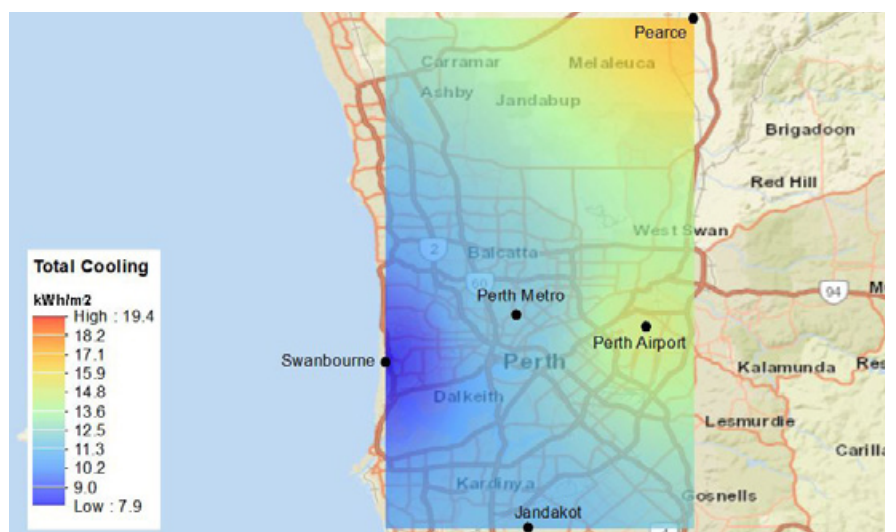 Pearce
Carramar
Melaleuca
Ashby
Jandabup
Brigadoon
Red Hill
West Swan
2
Balcatta
60
94
Perth Metro
Perth Airport
Swanbourne
Perth
Kalamunda
Res
Dalkeith
Lesmurdie
Carilla
Kardinya
Gosnells
Jandakot
Total Cooling
kWh/m2
High : 19.4
18.2
17.1
15.9
14.8
13.6
12.5
11.3
10.2
9.0
Low : 7.9